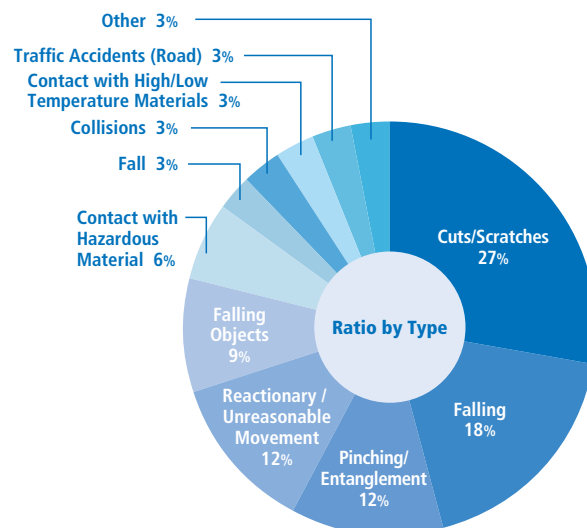 Other 3%
Traffic Accidents (Road) 3%
Contact with High/Low
Temperature Materials 3%
Collisions 3%
Fall 3%
Contact with
Hazardous
Material 6%
Cuts/Scratches
27%
Falling
Objects
9%
Ratio by Type
Reactionary /
Unreasonable
Movement
12%
Falling
18%
Pinching/
Entanglement
12%